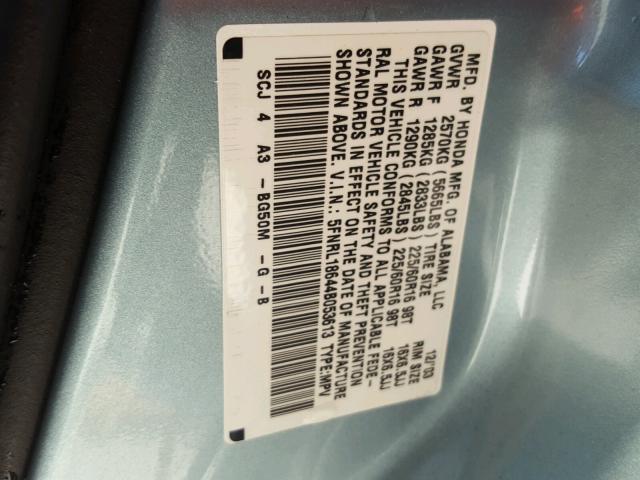 MFD. BY HONDA MFG. OF ALABAMA, LLC 12/03
GVWR 2570KG (5665LBS) TIRE SIZE RIM SIZE
GAWR F 1285KG (2833LBS) 225/60R16 98T 16X6.5JJ
GAWR R 1290KG (2845LBS) 225/60R16 98T 16X6.5JJ
THIS VEHICLE CONFORMS TO ALL APPLICABLE FEDE-
RAL MOTOR VEHICLE SAFETY AND THEFT PREVENTION
STANDARDS IN EFFECT ON THE DATE OF MANUFACTURE
SHOWN ABOVE. V.I.N.: 5FNRL18644B053613 TYPE:MPV
SCJ 4 A3 -BG50M -G -B